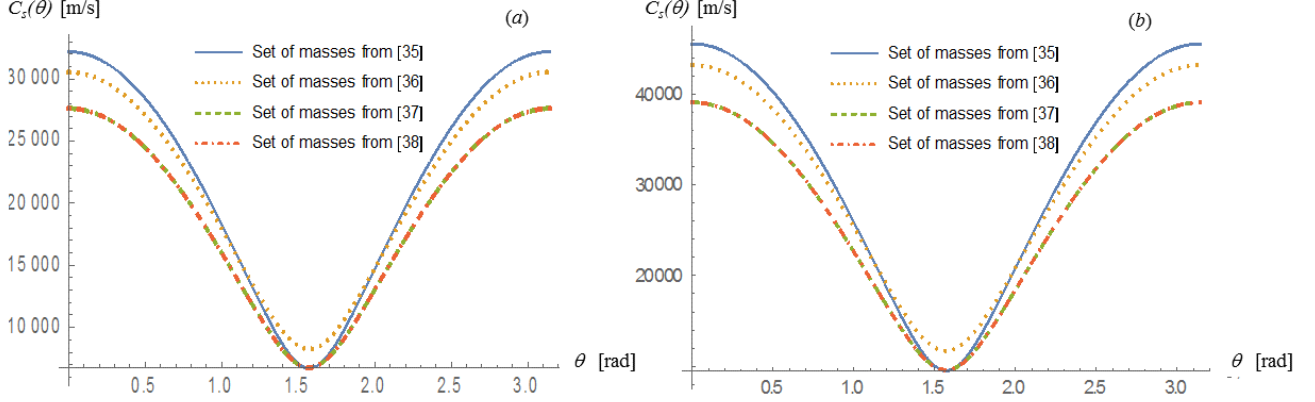 C_s(θ) [m/s]
(a)
Set of masses from [35]
Set of masses from [36]
Set of masses from [37]
Set of masses from [38]
30 000
25 000
20 000
15 000
10 000
0.5 1.0 1.5 2.0 2.5 3.0
θ [rad]
C_s(θ) [m/s]
(b)
Set of masses from [35]
Set of masses from [36]
Set of masses from [37]
Set of masses from [38]
40000
30000
20000
0.5 1.0 1.5 2.0 2.5 3.0
θ [rad]